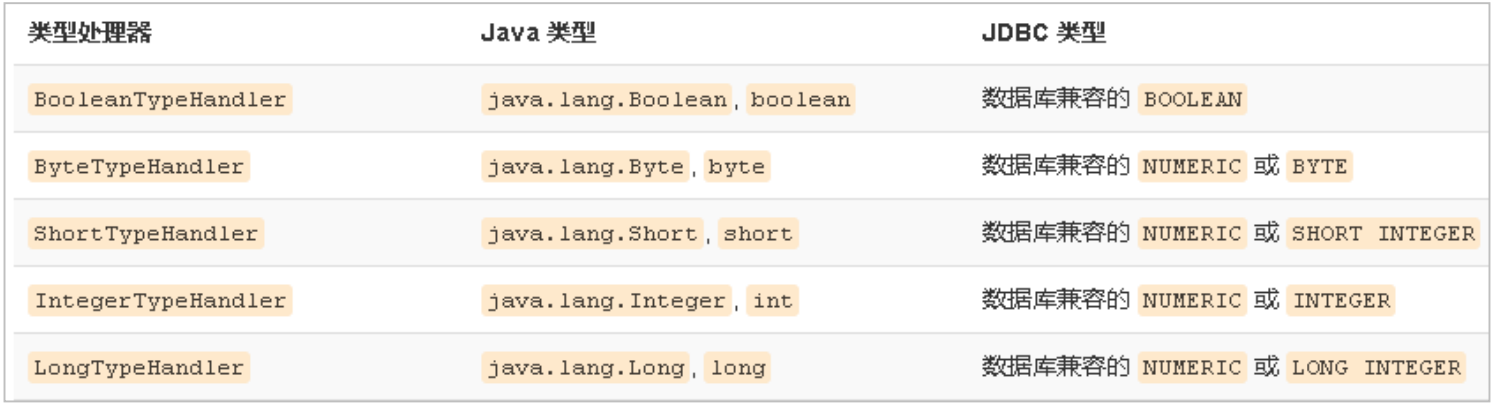 类型处理器 Java 类型 JDBC 类型
BooleanTypeHandler java.lang.Boolean, boolean 数据库兼容的 BOOLEAN
ByteTypeHandler java.lang.Byte, byte 数据库兼容的 NUMERIC 或 BYTE
ShortTypeHandler java.lang.Short, short 数据库兼容的 NUMERIC 或 SHORT INTEGER
IntegerTypeHandler java.lang.Integer, int 数据库兼容的 NUMERIC 或 INTEGER
LongTypeHandler java.lang.Long, long 数据库兼容的 NUMERIC 或 LONG INTEGER